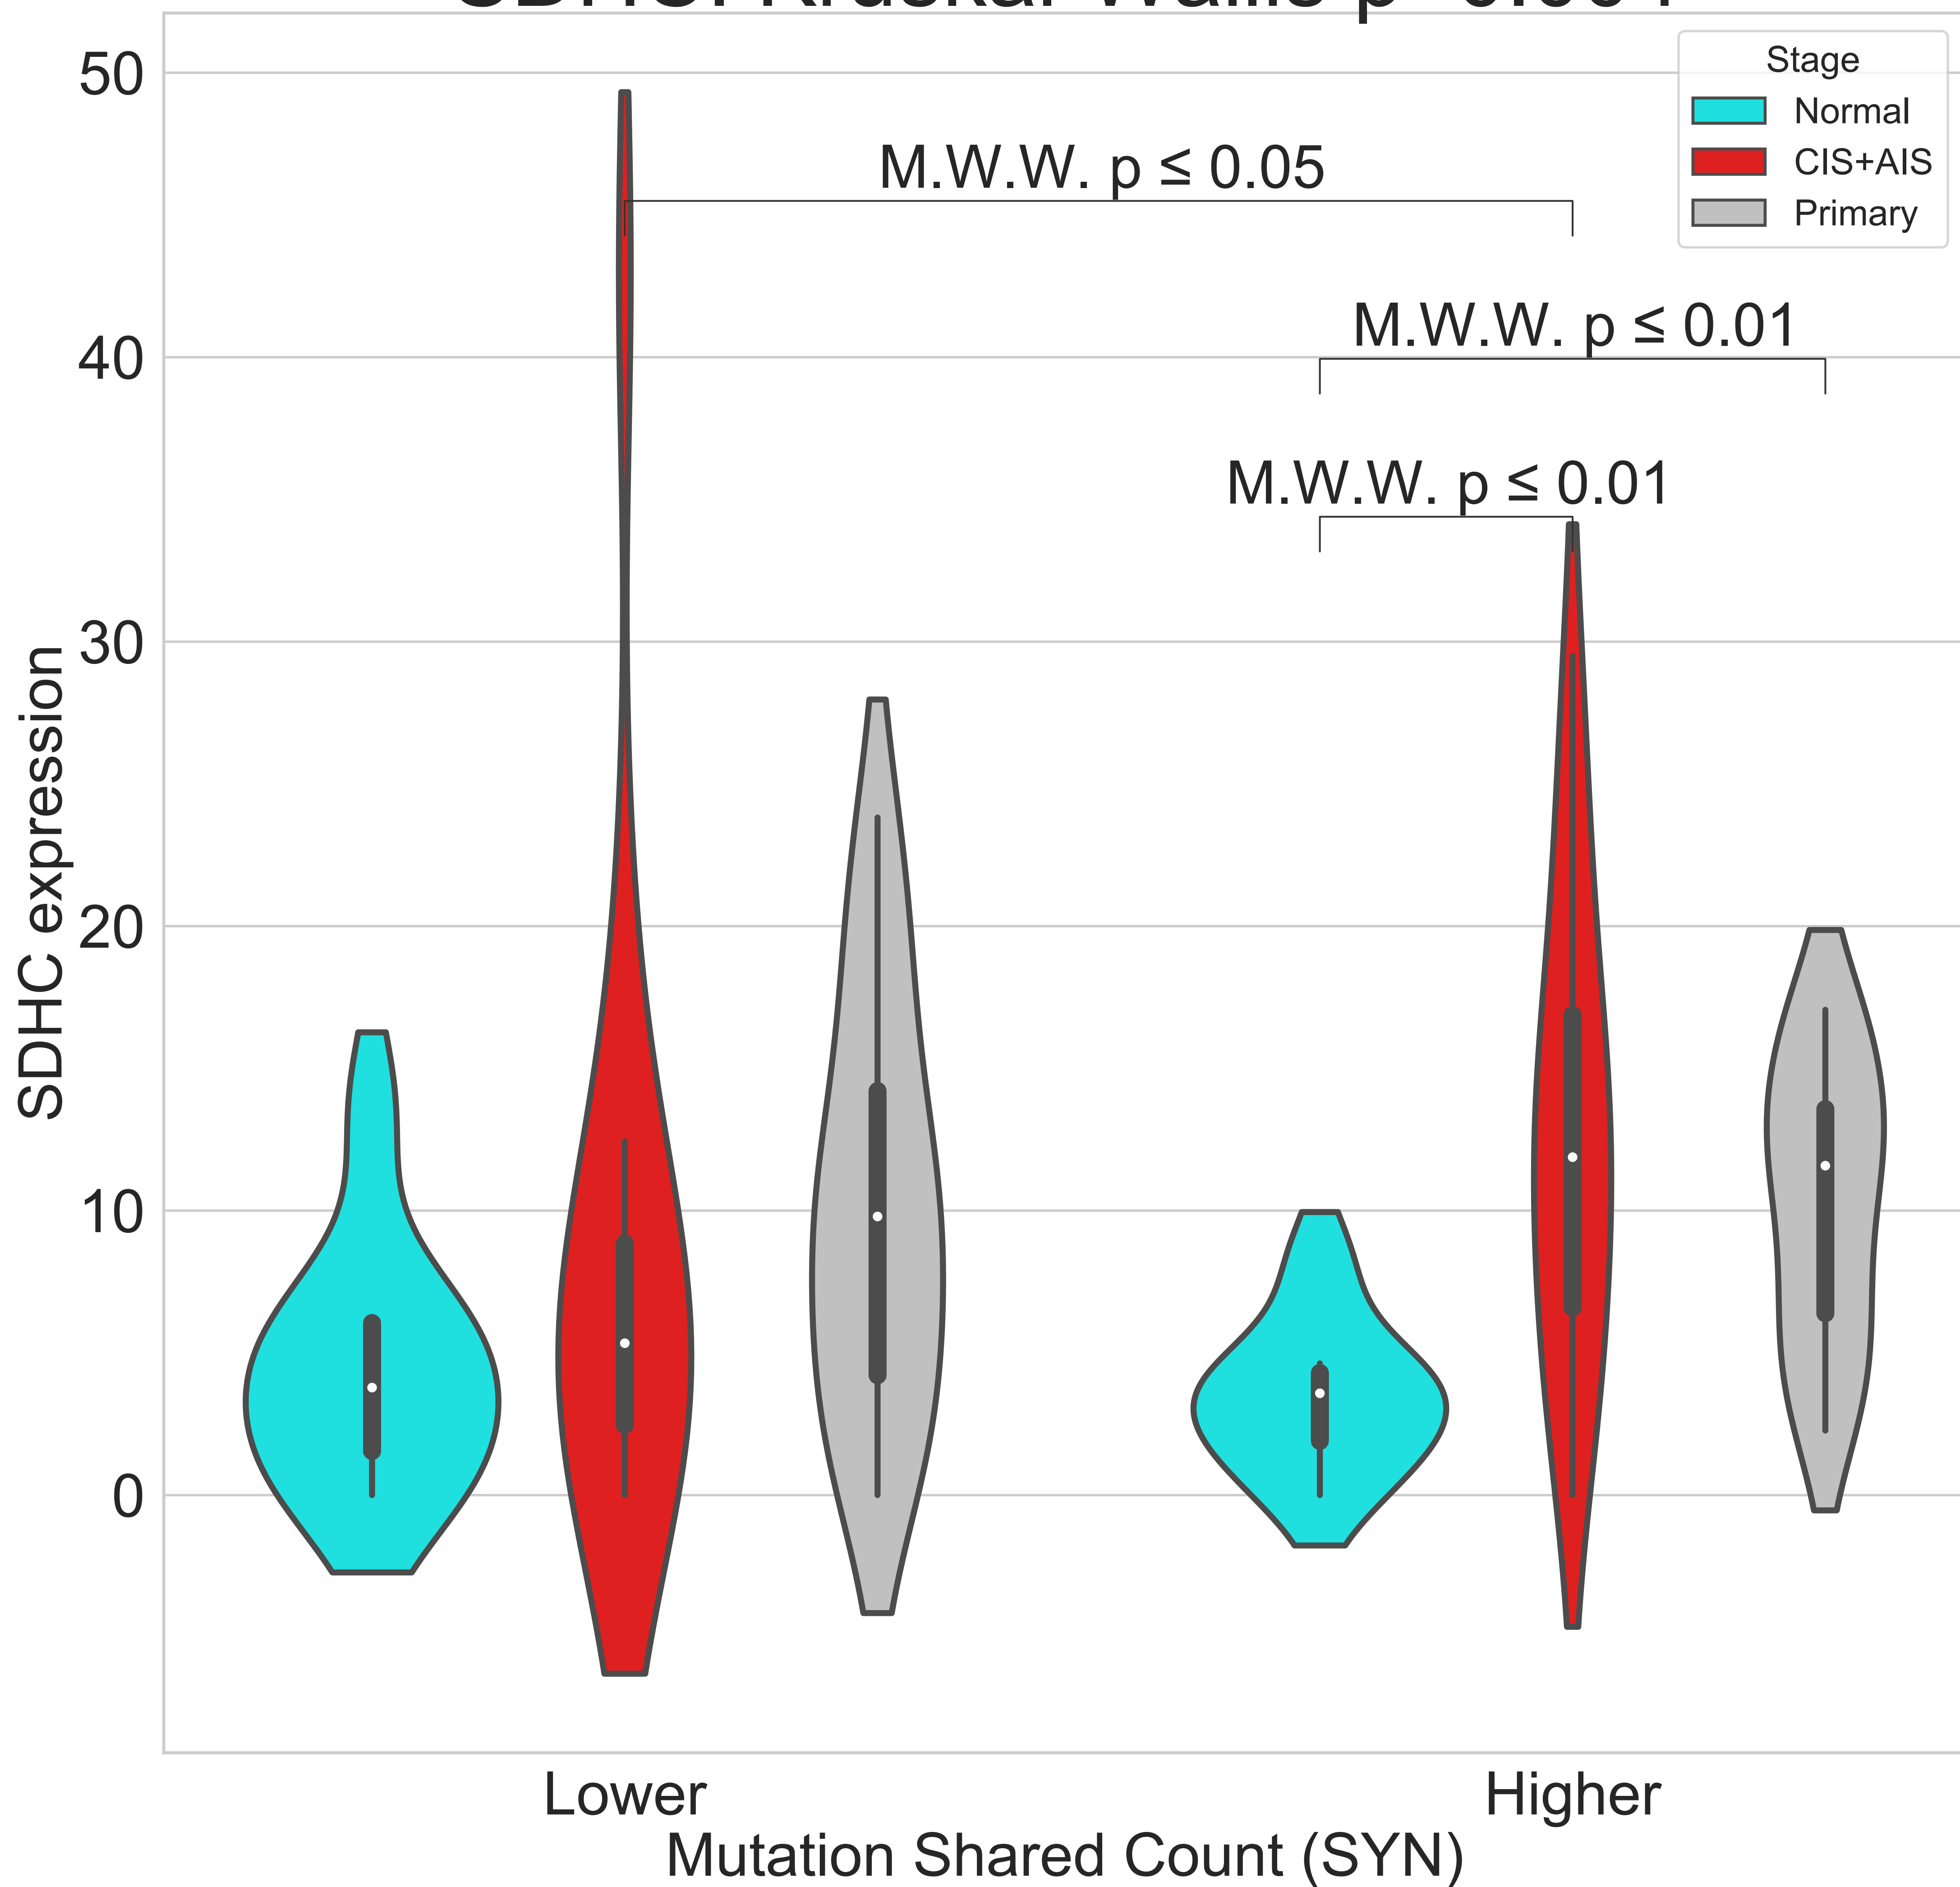 50
40
30
20
10
0
SDHC expression
Stage
Normal
CIS+AIS
Primary
M.W.W. p ≤ 0.05
M.W.W. p ≤ 0.01
M.W.W. p ≤ 0.01
Lower
Higher
Mutation Shared Count (SYN)